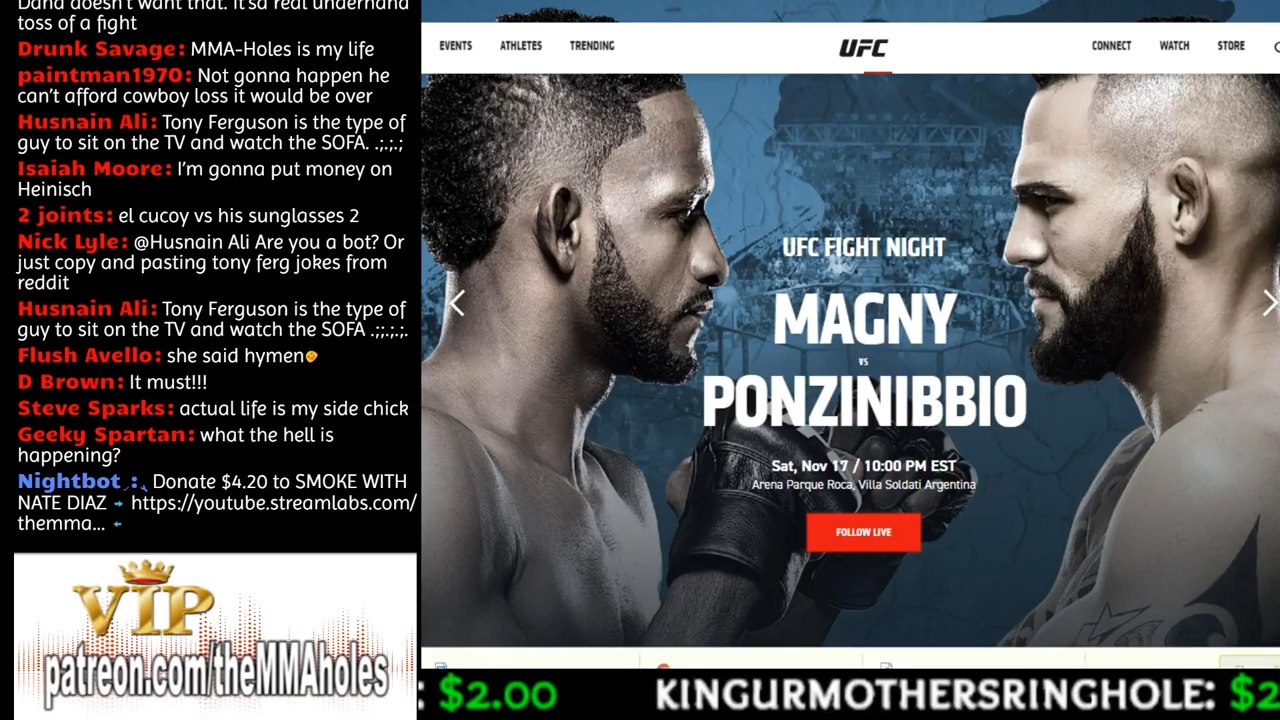 Dana doesn't want that. It'sa real underhand
toss of a fight
Drunk Savage: MMA-Holes is my life
paintman1970: Not gonna happen he
can't afford cowboy loss it would be over
Husnain Ali: Tony Ferguson is the type of
guy to sit on the TV and watch the SOFA. .;.;.;
Isaiah Moore: I'm gonna put money on
Heinisch
2 joints: el cucoy vs his sunglasses 2
Nick Lyle: @Husnain Ali Are you a bot? Or
just copy and pasting tony ferg jokes from
reddit
Husnain Ali: Tony Ferguson is the type of
guy to sit on the TV and watch the SOFA .;;.;.;.
Flush Avello: she said hymen
D Brown: It must!!!
Steve Sparks: actual life is my side chick
Geeky Spartan: what the hell is
happening?
Nightbot : Donate $4.20 to SMOKE WITH
NATE DIAZ → https://youtube.streamlabs.com/
themma... ←
VIP
patreon.com/theMMAholes
EVENTS ATHLETES TRENDING UFC CONNECT WATCH STORE
UFC FIGHT NIGHT
MAGNY
vs
PONZINIBBIO
Sat, Nov 17 / 10:00 PM EST
Arena Parque Roca, Villa Soldati Argentina
FOLLOW LIVE
: $2.00 KINGURMOTHERSRINGHOLE: $2